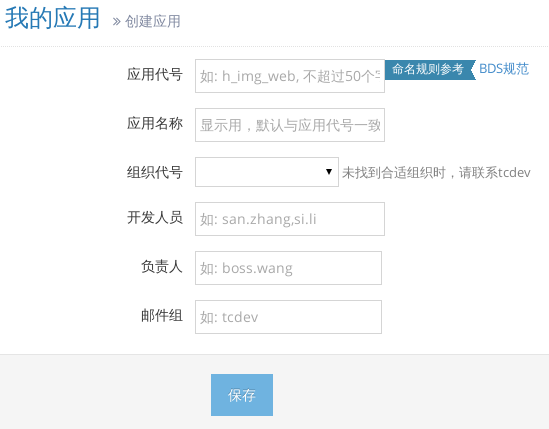 我的应用 » 创建应用
应用代号 如: h_img_web, 不超过50个 命名规则参考 BDS规范
应用名称 显示用，默认与应用代号一致
组织代号 未找到合适组织时，请联系tcdev
开发人员 如: san.zhang,si.li
负责人 如: boss.wang
邮件组 如: tcdev
保存